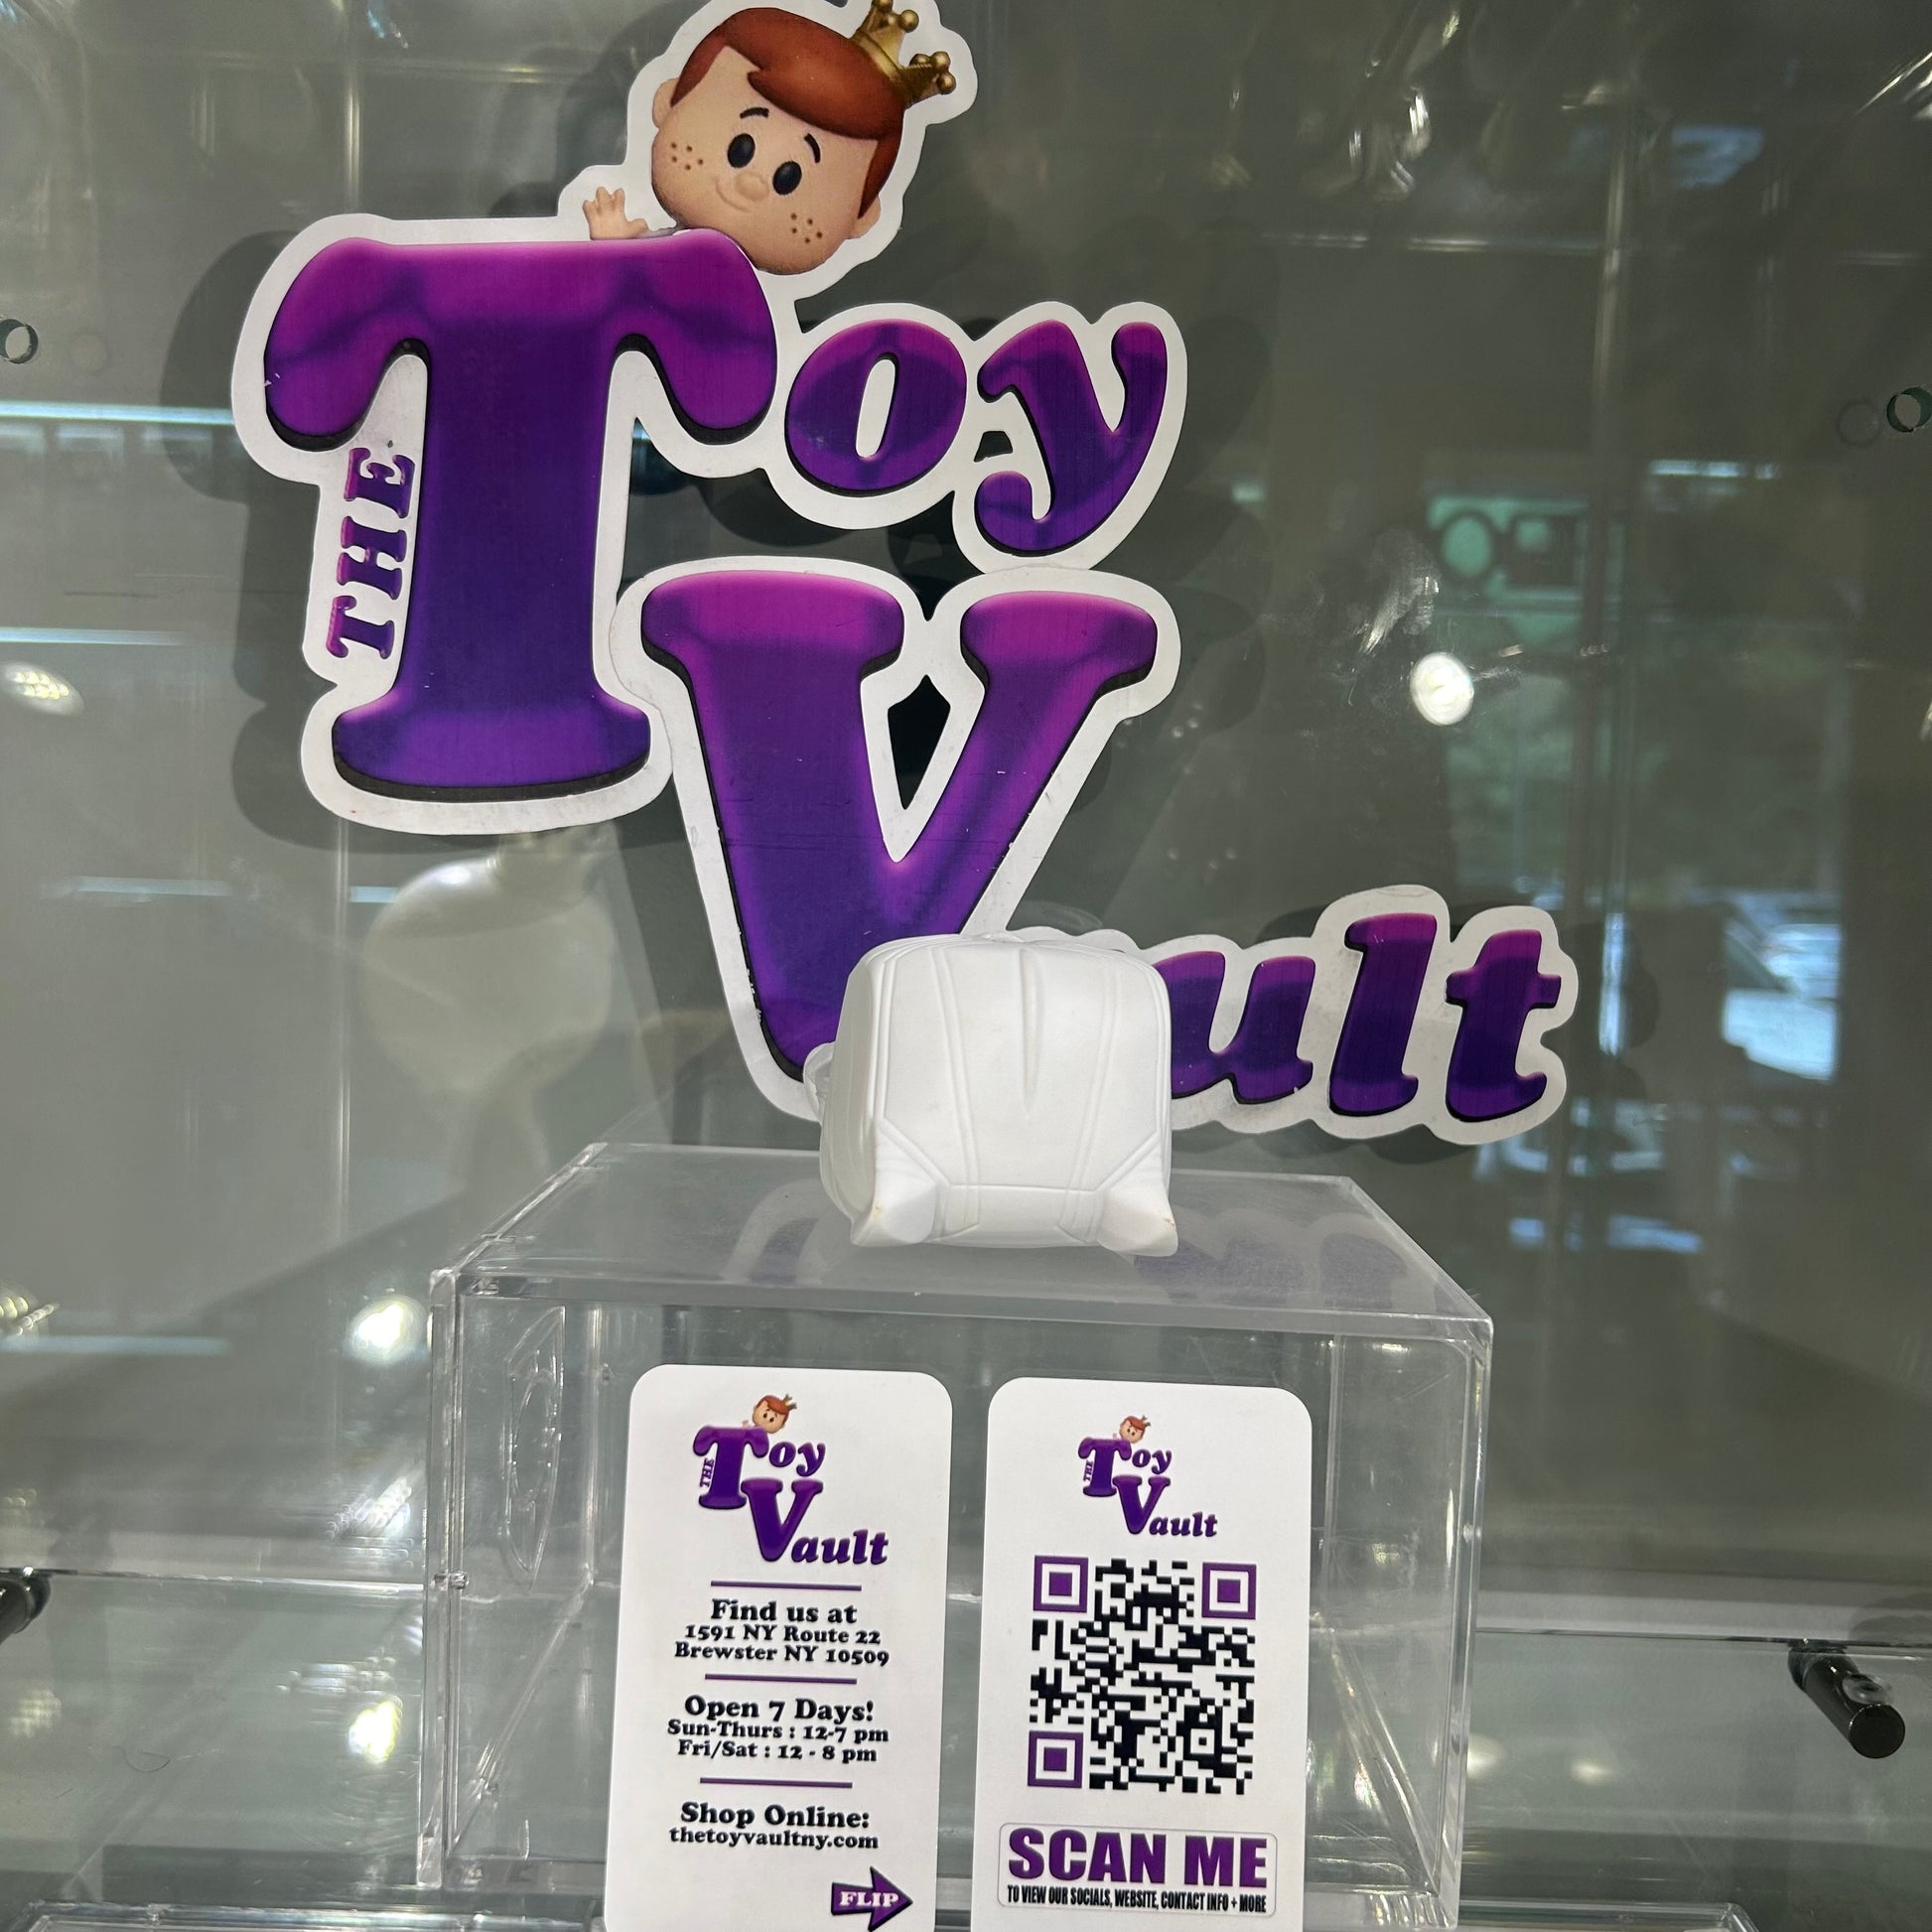 THE Toy
Vault
THE Toy
Vault
Find us at
1591 NY Route 22
Brewster NY 10509
Open 7 Days!
Sun-Thurs : 12-7 pm
Fri/Sat : 12 - 8 pm
Shop Online:
thetoyvaultny.com
FLIP
THE Toy
Vault
SCAN ME
TO VIEW OUR SOCIALS, WEBSITE, CONTACT INFO + MORE